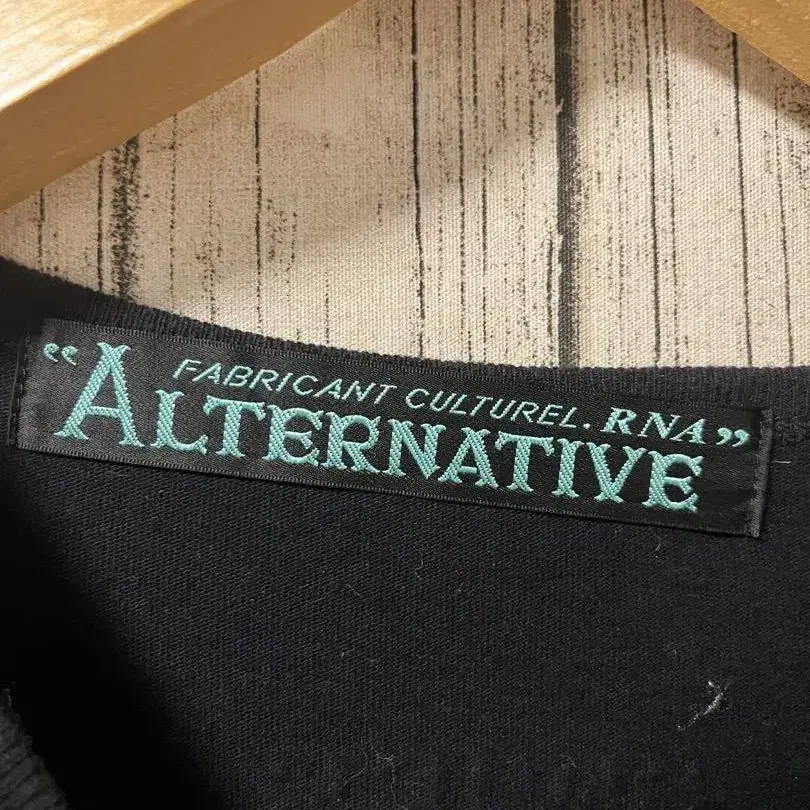 “ FABRICANT CULTUREL. RNA ”
ALTERNATIVE